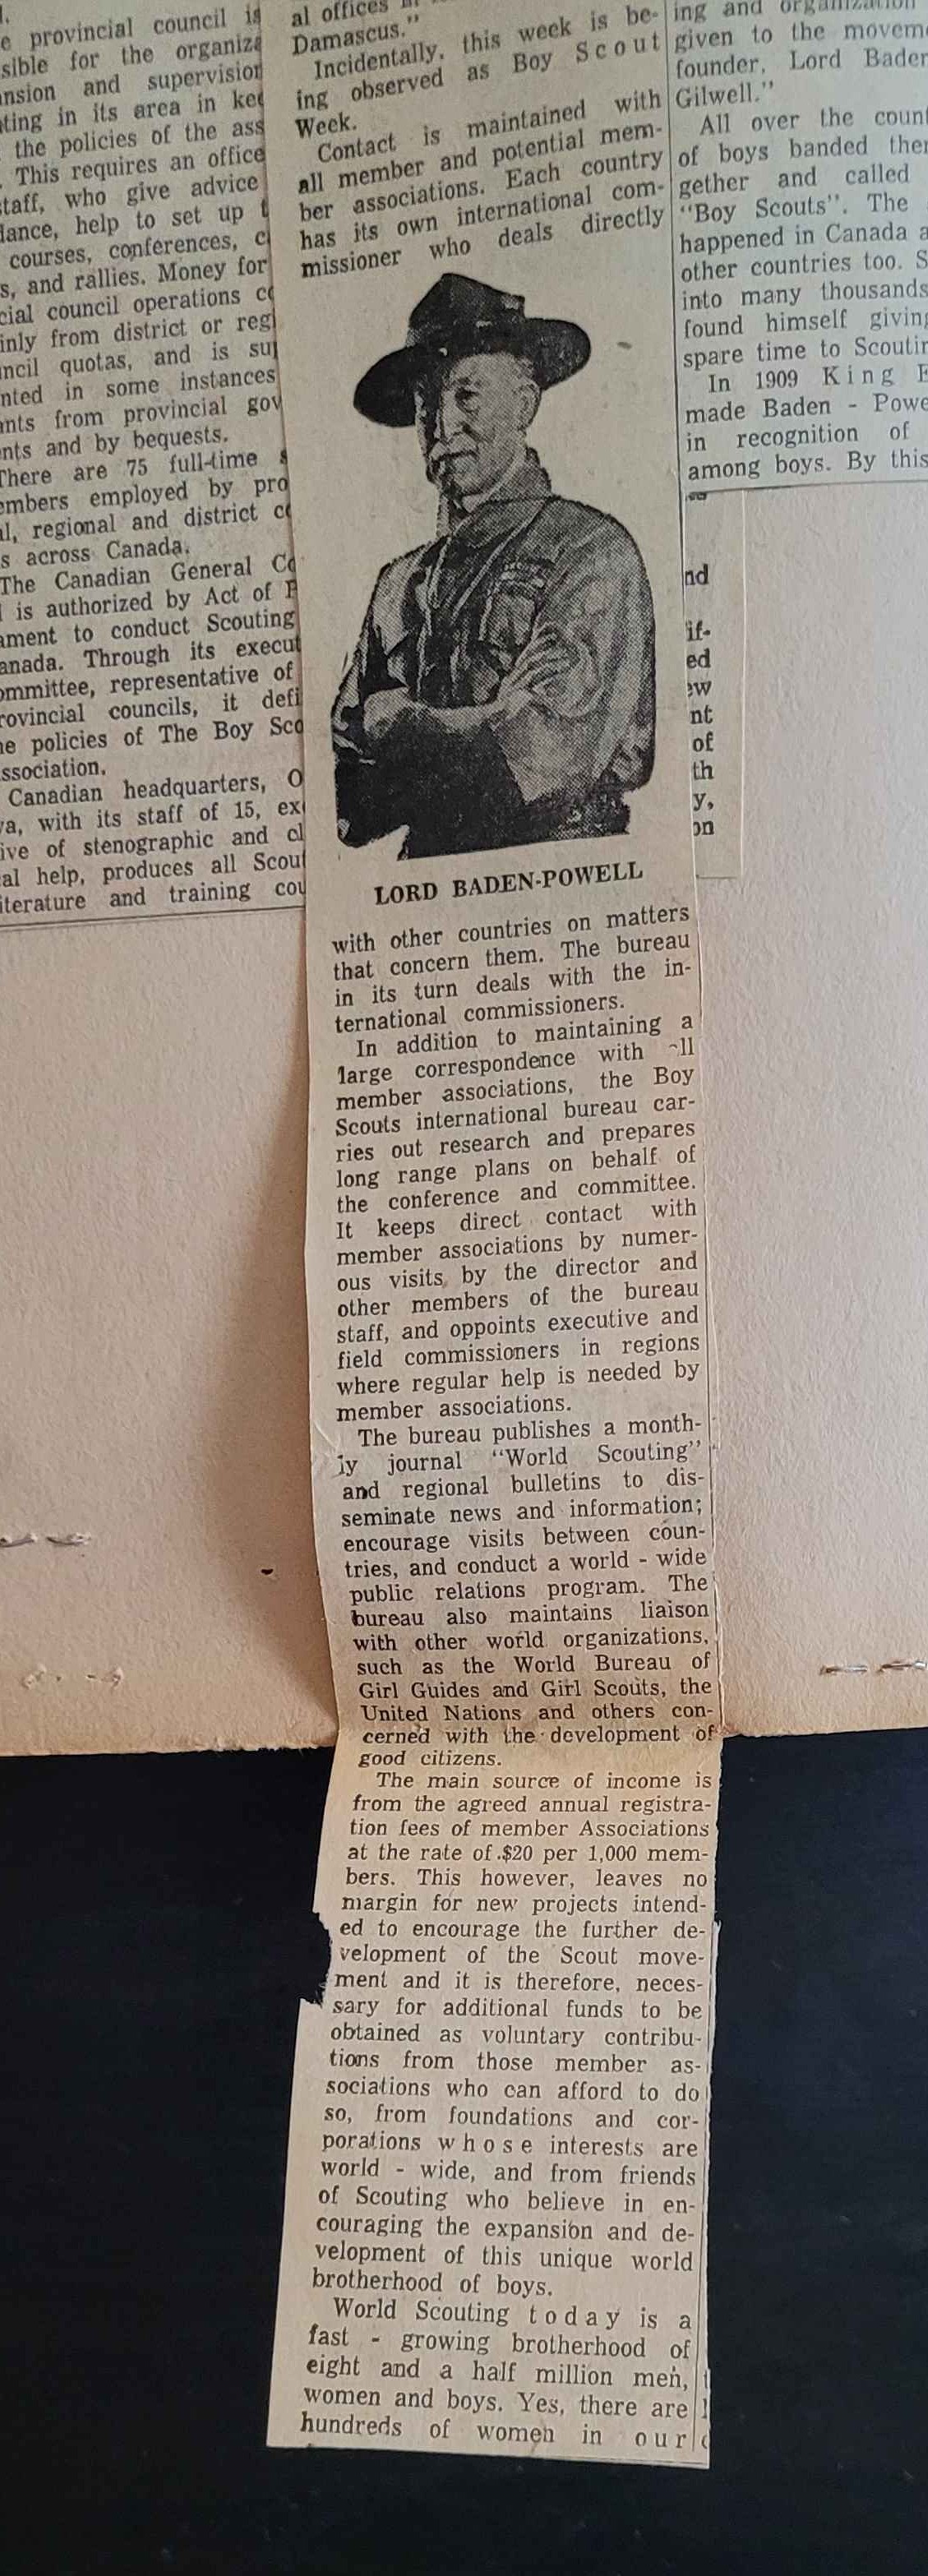 e provincial council is
sible for the
nsion and supervision
ting in its area in
the policies of the
This requires an office
staff, who give advice
dance, help to set up
courses, conferences,
s, and rallies. Money for
cial council operations
inly from district or
ncil quotas, and is
nted in some instances
nts from provincial
nts and by bequests.
There are 75 full-time
embers employed by
al, regional and district
s across Canada.
The Canadian General
is authorized by Act of
ament to conduct Scouting
anada. Through its
ommittee, representative of
rovincial councils, it
he policies of The Boy
ssociation.
Canadian headquarters,
va, with its staff of 15,
ive of stenographic and
al help, produces all
iterature and training
al offices
Damascus."
Incidentally, this week is be-
ing observed as Boy Scout
Week.
Contact is maintained with
all member and potential mem-
ber associations. Each country
has its own international com-
missioner who deals directly
LORD BADEN-POWELL
with other countries on matters
that concern them. The bureau
in its turn deals with the in-
ternational commissioners.
In addition to maintaining a
large correspondence with all
member associations, the Boy
Scouts international bureau car-
ries out research and prepares
long range plans on behalf of
the conference and committee.
It keeps direct contact with
member associations by numer-
ous visits by the director and
other members of the bureau
staff, and oppoints executive and
field commissioners in regions
where regular help is needed by
member associations.
The bureau publishes a month-
ly journal "World Scouting"
and regional bulletins to dis-
seminate news and information;
encourage visits between coun-
tries, and conduct a world - wide
public relations program. The
bureau also maintains liaison
with other world organizations,
such as the World Bureau of
Girl Guides and Girl Scouts, the
United Nations and others con-
cerned with the development of
good citizens.
The main source of income is
from the agreed annual registra-
tion fees of member Associations
at the rate of $20 per 1,000 mem-
bers. This however, leaves no
margin for new projects intend-
ed to encourage the further de-
velopment of the Scout move-
ment and it is therefore, neces-
sary for additional funds to be
obtained as voluntary contribu-
tions from those member as-
sociations who can afford to do
so, from foundations and cor-
porations whose interests are
world - wide, and from friends
of Scouting who believe in en-
couraging the expansion and de-
velopment of this unique world
brotherhood of boys.
World Scouting today is a
fast - growing brotherhood of
eight and a half million men,
women and boys. Yes, there are
hundreds of women in our
ing and
given to the
founder, Lord
Gilwell."
All over the
of boys banded
gether and called
"Boy Scouts". The
happened in Canada
other countries too.
into many thousands
found himself giving
spare time to
In 1909 King
made Baden -
in recognition of
among boys. By this
nd
if-
ed
ew
nt
of
th
y,
on